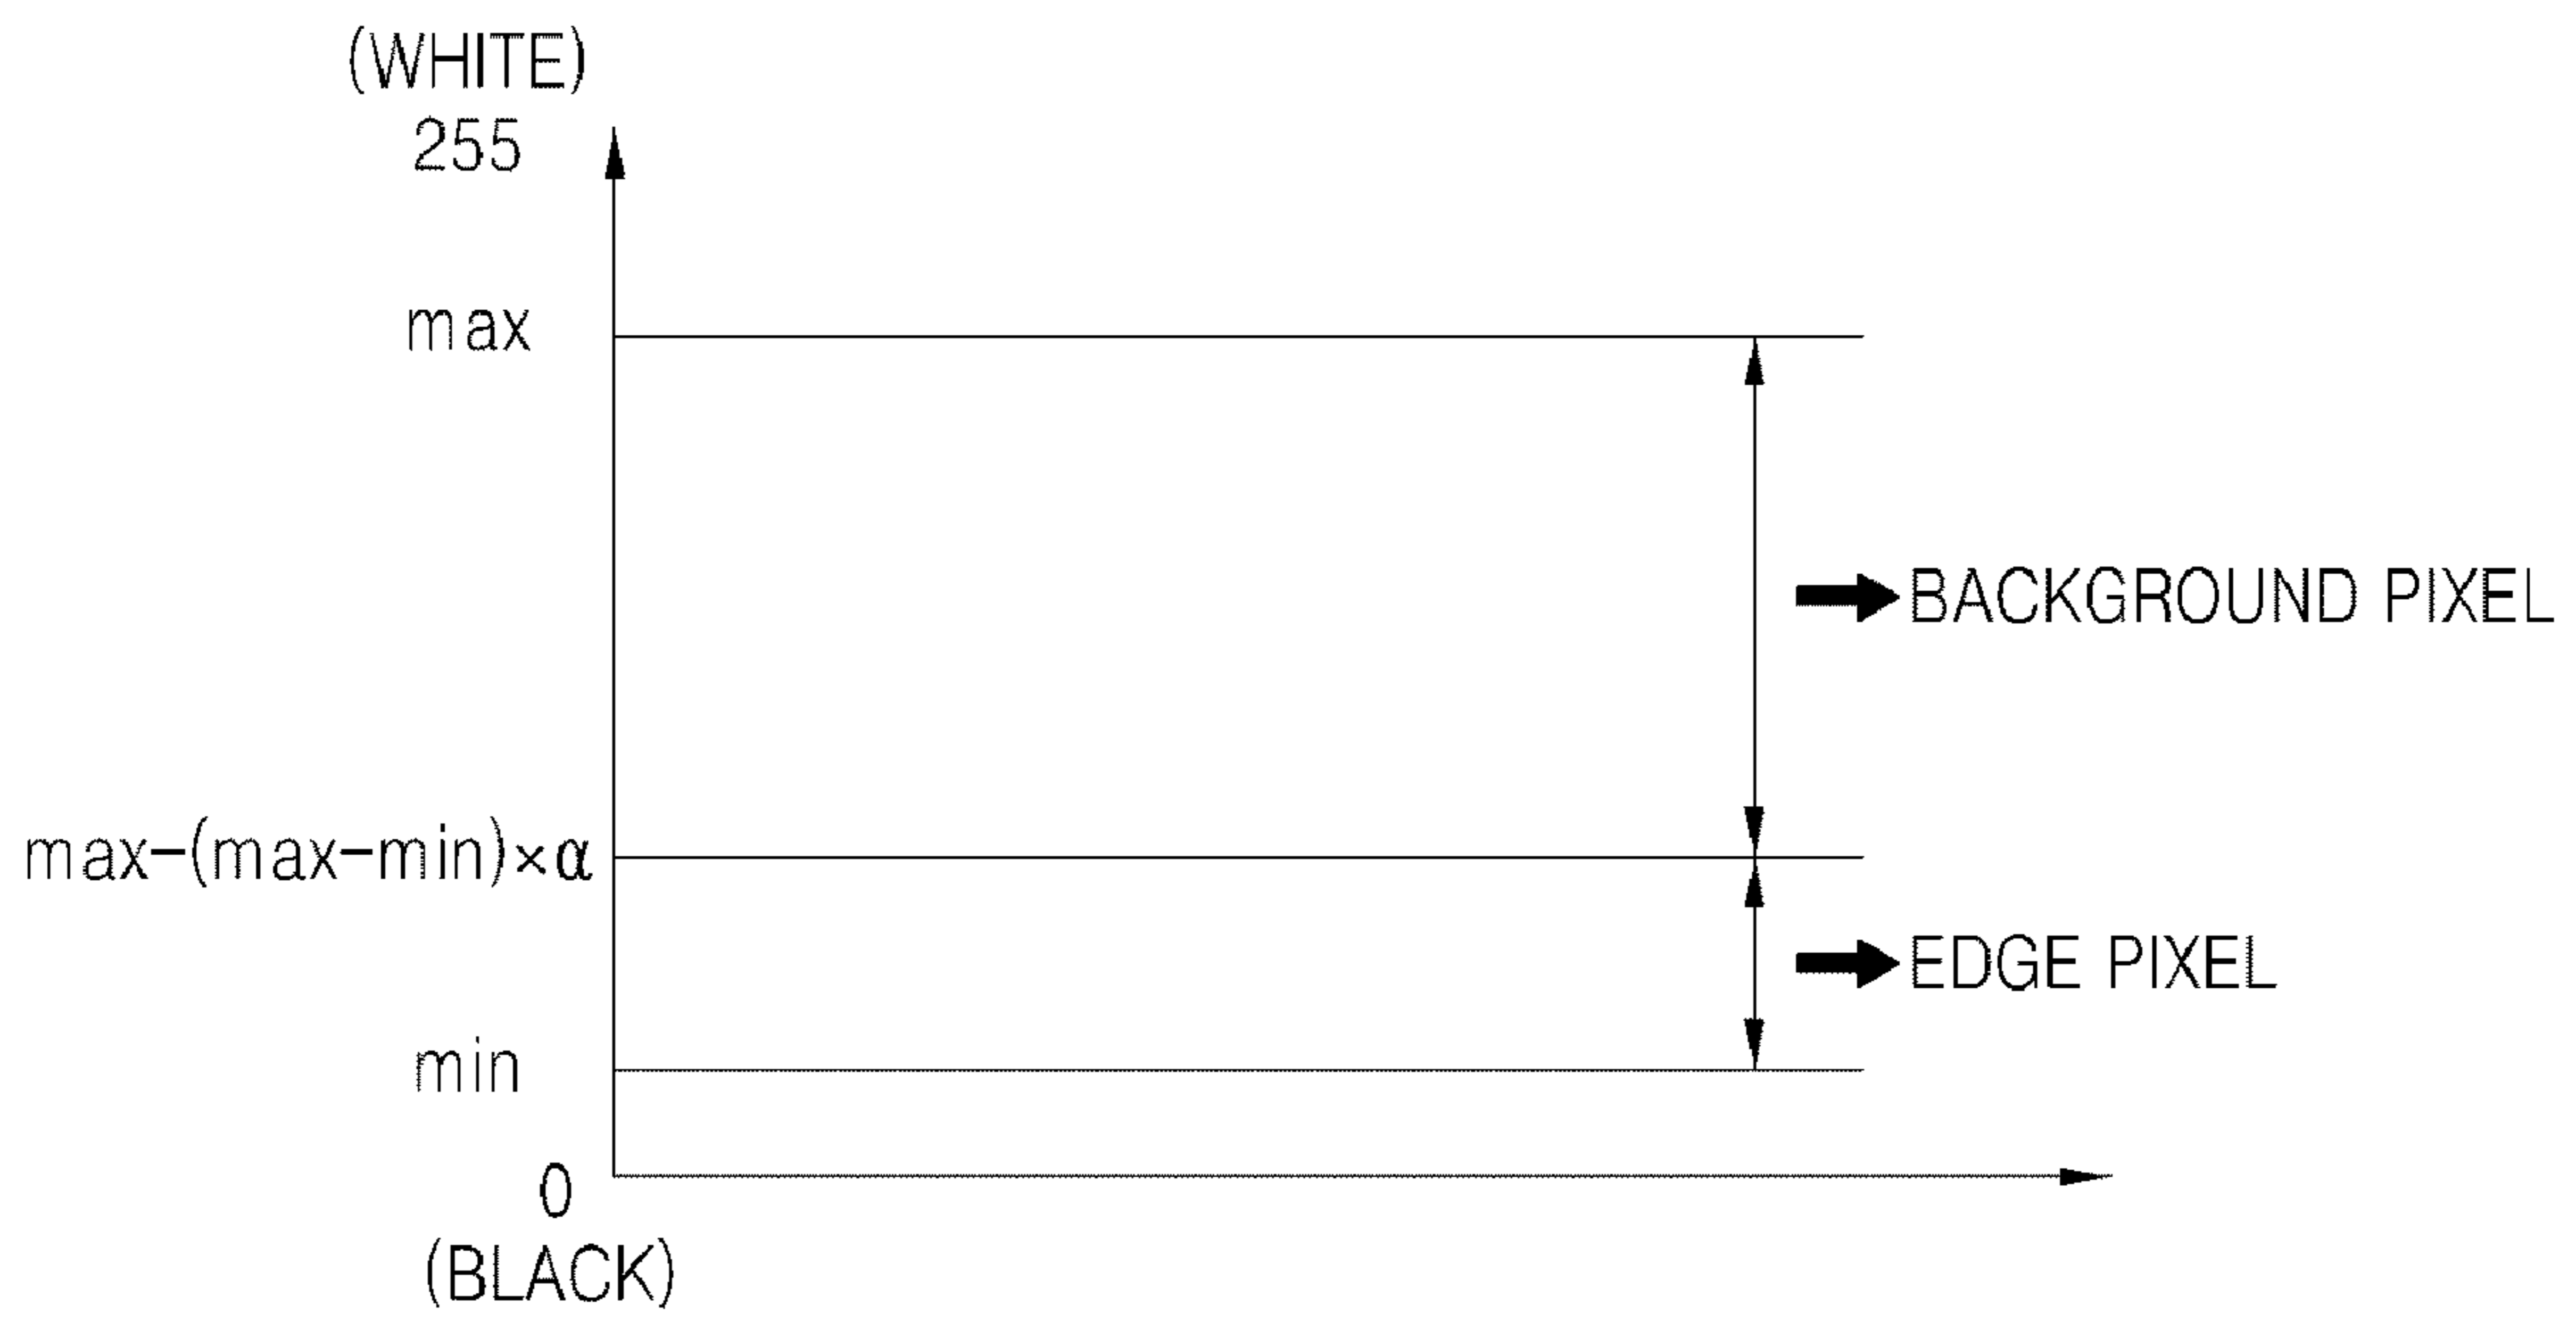 (WHITE)
255
max
BACKGROUND PIXEL
max-(max-min)×α
EDGE PIXEL
min
0
(BLACK)